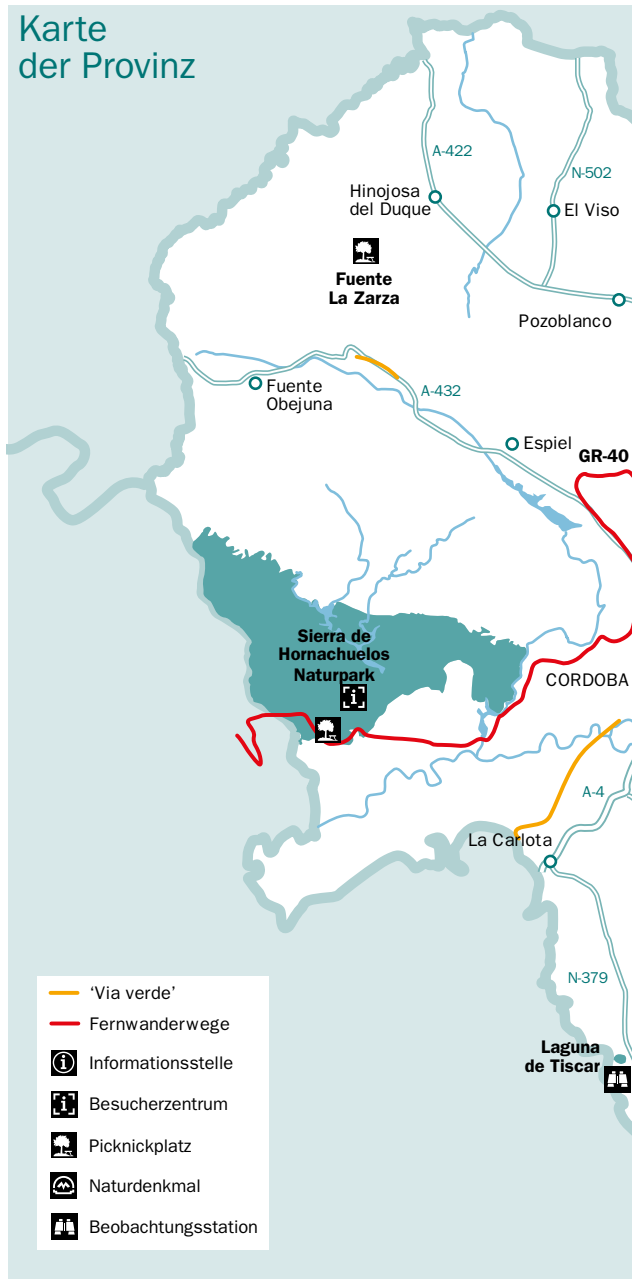 Karte
der Provinz
A-422
N-502
Hinojosa
del Duque
El Viso
Fuente
La Zarza
Pozoblanco
A-432
Fuente
Obejuna
Espiel
GR-40
Sierra de
Hornachuelos
Naturpark
CORDOBA
A-4
La Carlota
N-379
Laguna
de Tiscar
‘Via verde’
Fernwanderwege
Informationsstelle
Besucherzentrum
Picknickplatz
Naturdenkmal
Beobachtungsstation